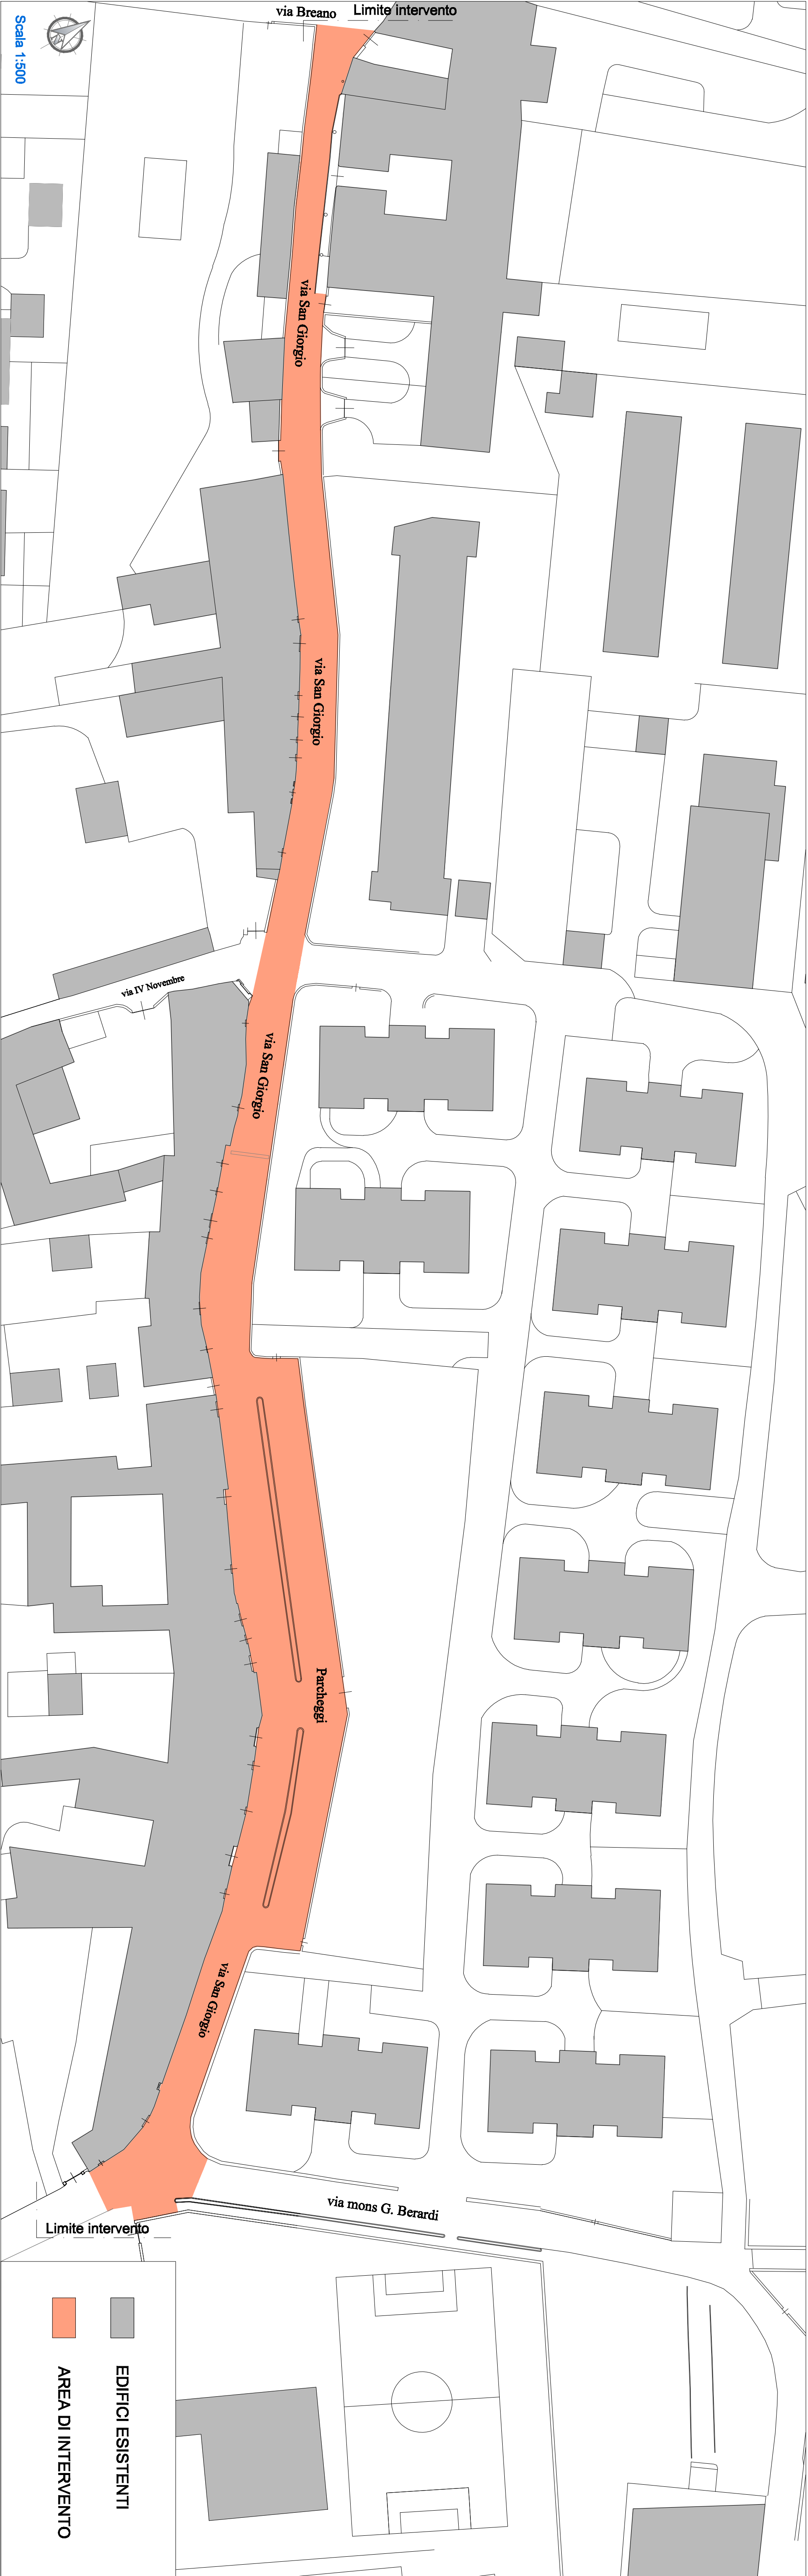 via Breano
Limite intervento
Scala 1:500
via San Giorgio
via San Giorgio
via IV Novembre
via San Giorgio
Parcheggi
via San Giorgio
via mons G. Berardi
Limite intervento
EDIFICI ESISTENTI
AREA DI INTERVENTO